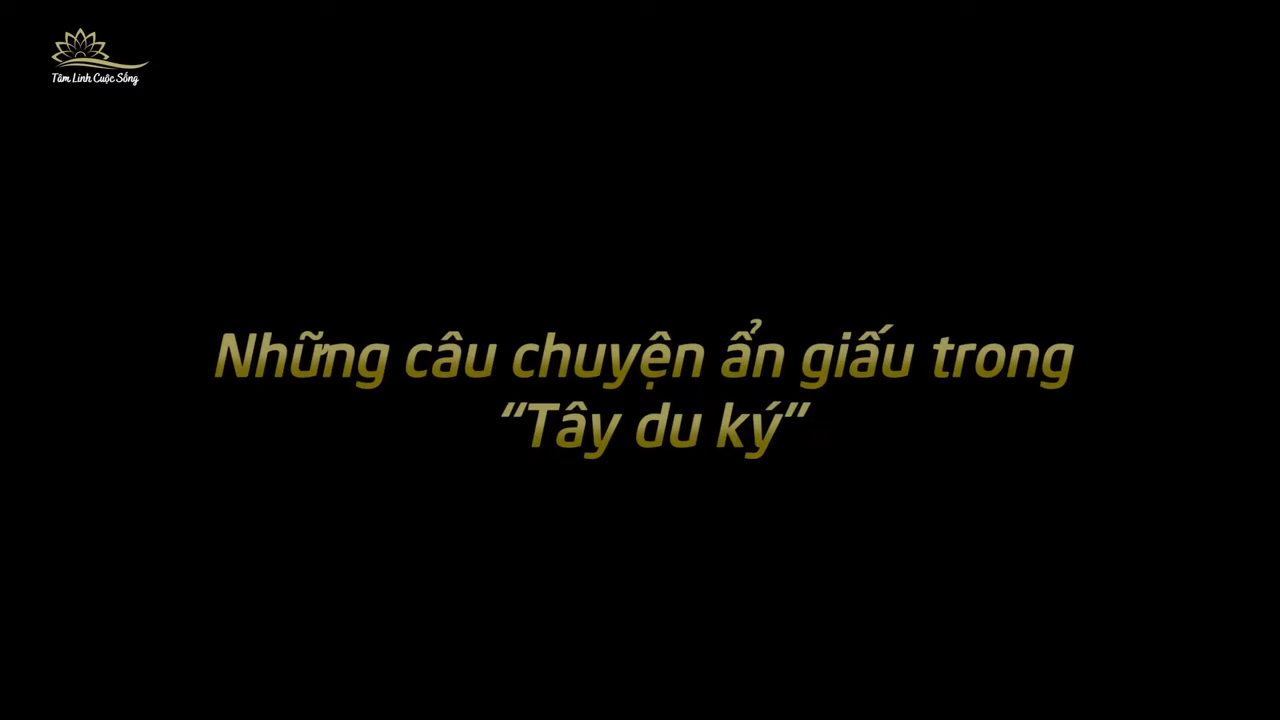 Tâm Linh Cuộc Sống
Những câu chuyện ẩn giấu trong
“Tây du ký”